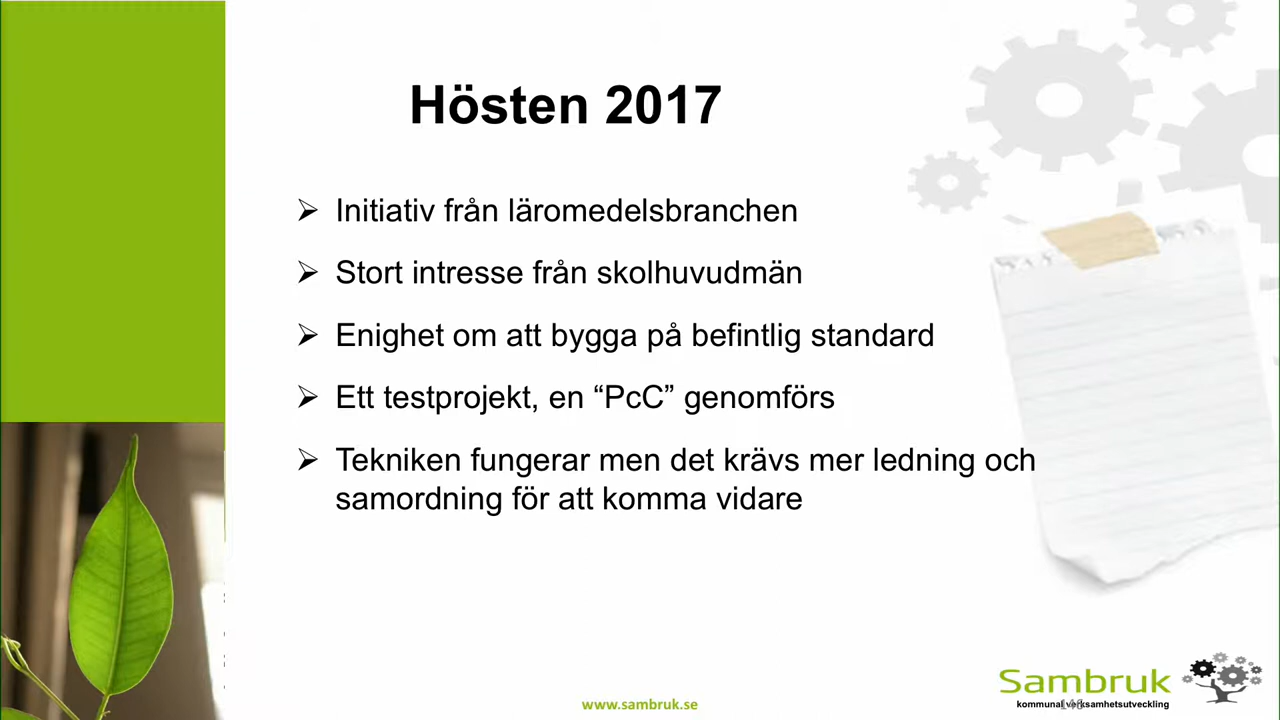 Hösten 2017
Initiativ från läromedelsbranchen
Stort intresse från skolhuvudmän
Enighet om att bygga på befintlig standard
Ett testprojekt, en “PcC” genomförs
Tekniken fungerar men det krävs mer ledning och
samordning för att komma vidare
Sambruk
kommunal verksamhetsutveckling
www.sambruk.se